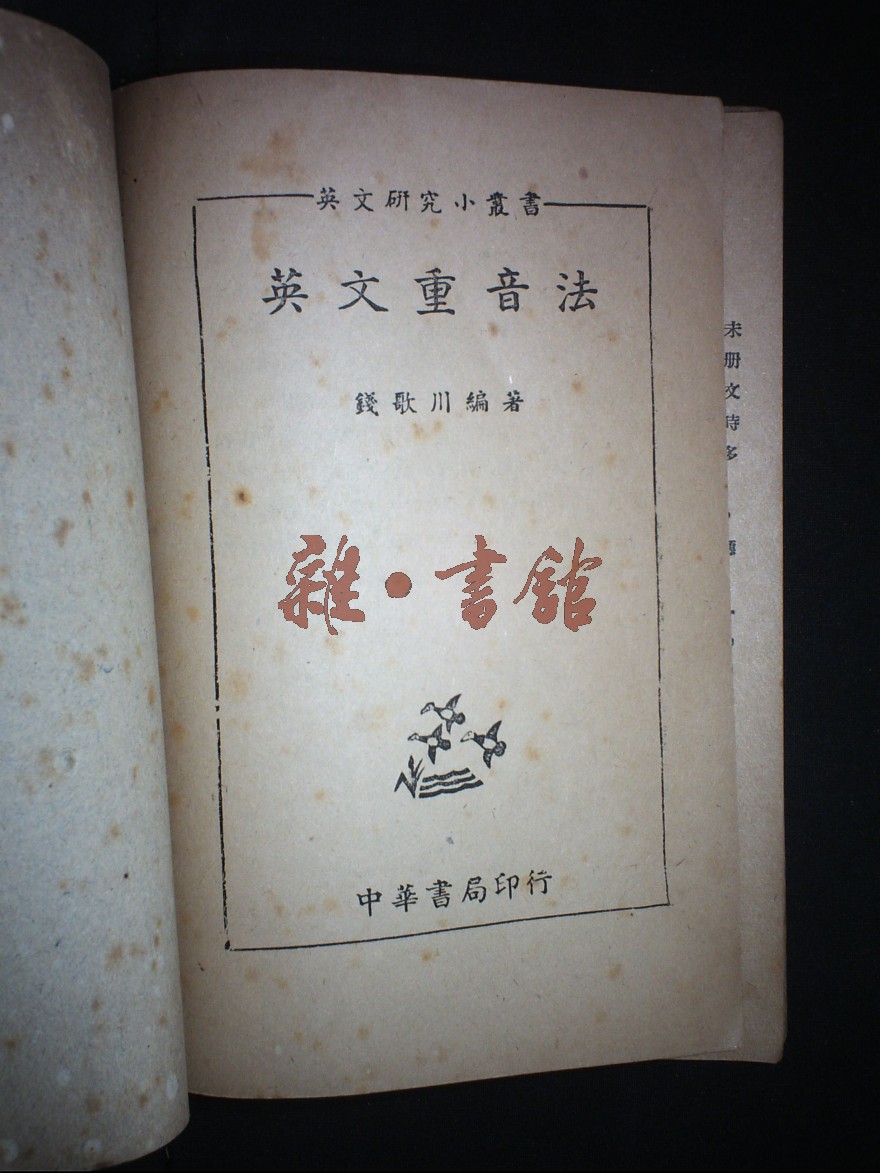 英文研究小叢書
英文重音法
錢歌川編著
雜·書館
中華書局印行
未
册
文
時
多